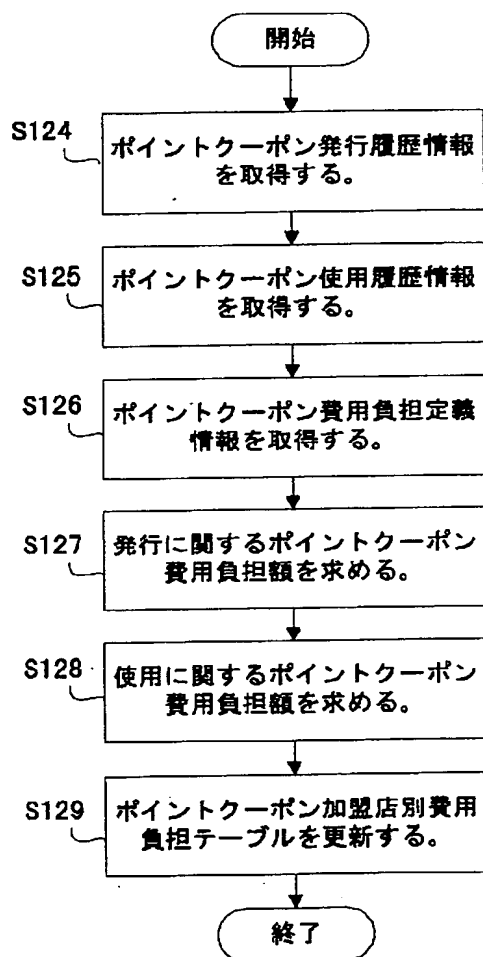 開始
S124
ポイントクーポン発行履歴情報
を取得する。
S125
ポイントクーポン使用履歴情報
を取得する。
S126
ポイントクーポン費用負担定義
情報を取得する。
S127
発行に関するポイントクーポン
費用負担額を求める。
S128
使用に関するポイントクーポン
費用負担額を求める。
S129
ポイントクーポン加盟店別費用
負担テーブルを更新する。
終了